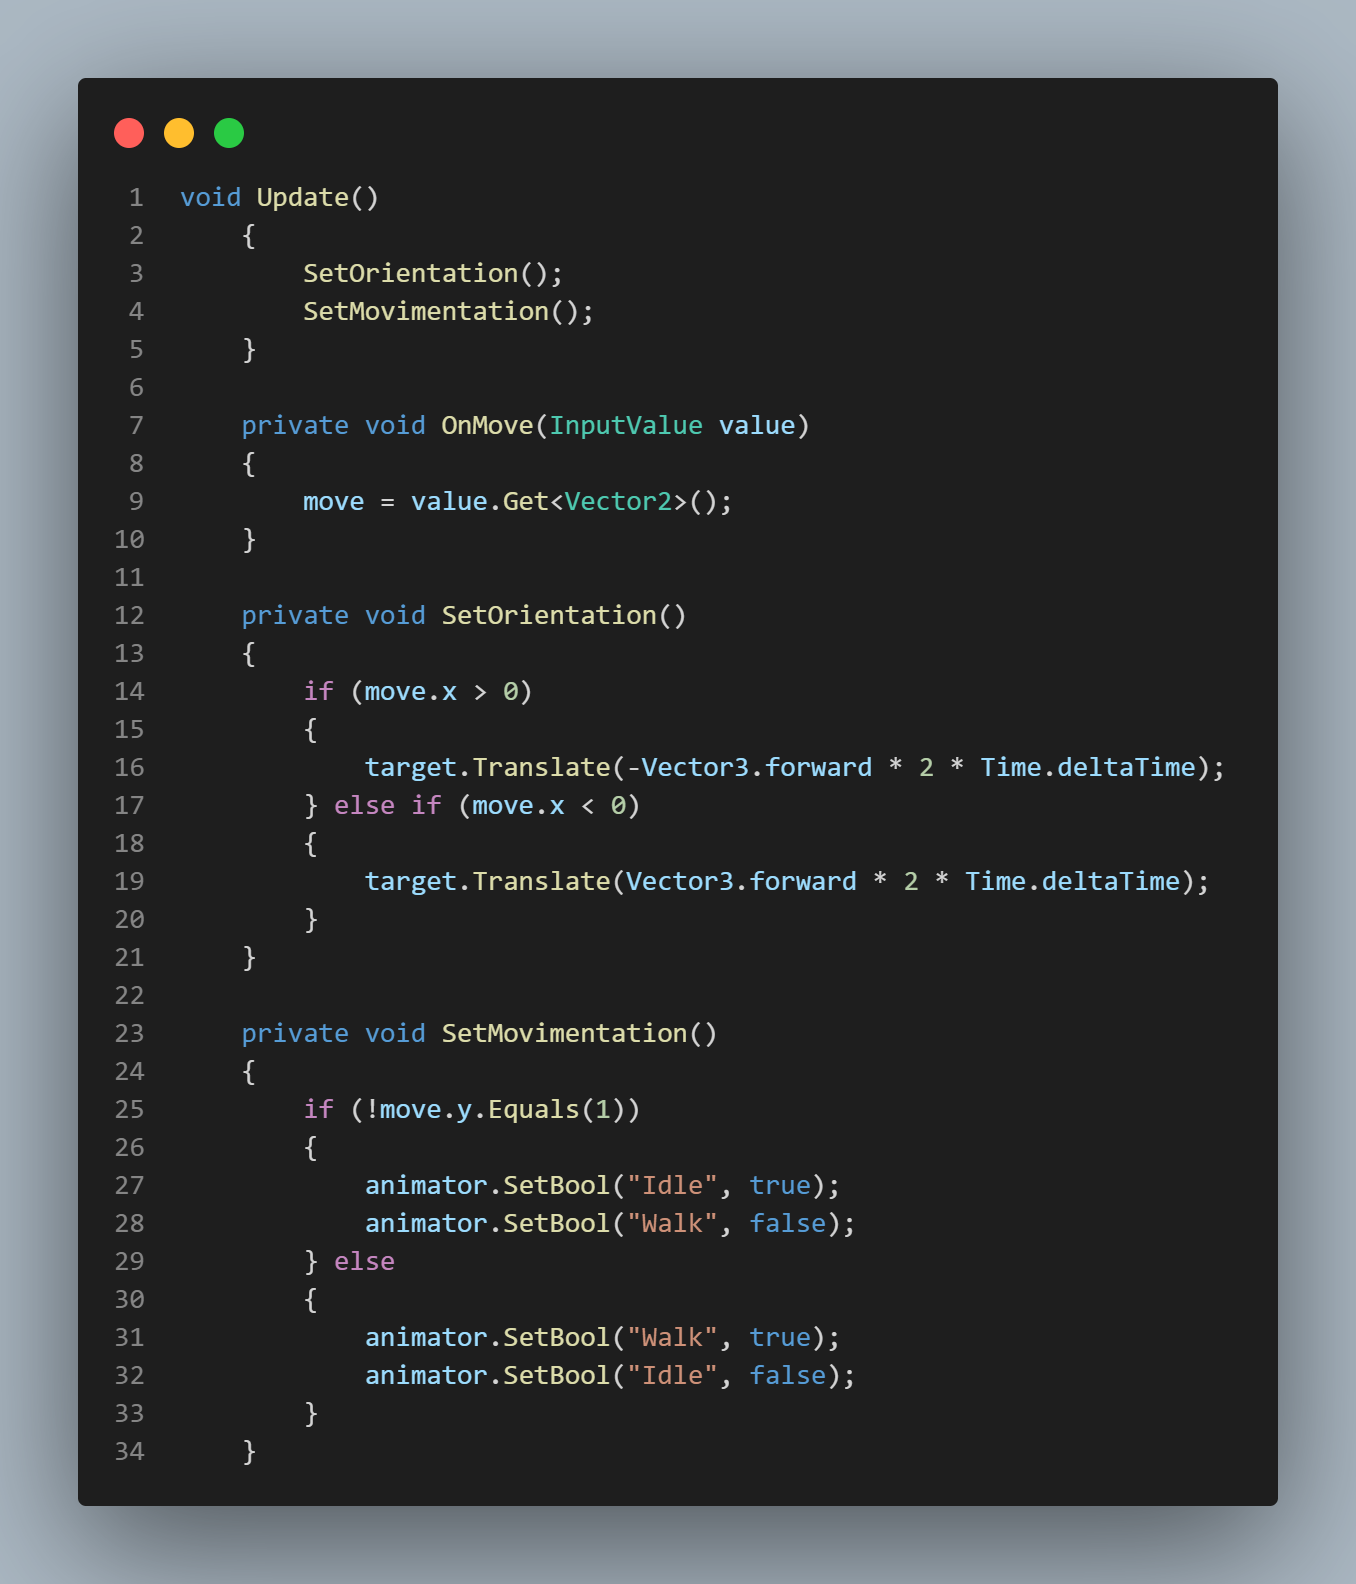 1 void Update()
2     {
3         SetOrientation();
4         SetMovimentation();
5     }
6
7     private void OnMove(InputValue value)
8     {
9         move = value.Get<Vector2>();
10     }
11
12     private void SetOrientation()
13     {
14         if (move.x > 0)
15         {
16             target.Translate(-Vector3.forward * 2 * Time.deltaTime);
17         } else if (move.x < 0)
18         {
19             target.Translate(Vector3.forward * 2 * Time.deltaTime);
20         }
21     }
22
23     private void SetMovimentation()
24     {
25         if (!move.y.Equals(1))
26         {
27             animator.SetBool("Idle", true);
28             animator.SetBool("Walk", false);
29         } else
30         {
31             animator.SetBool("Walk", true);
32             animator.SetBool("Idle", false);
33         }
34     }